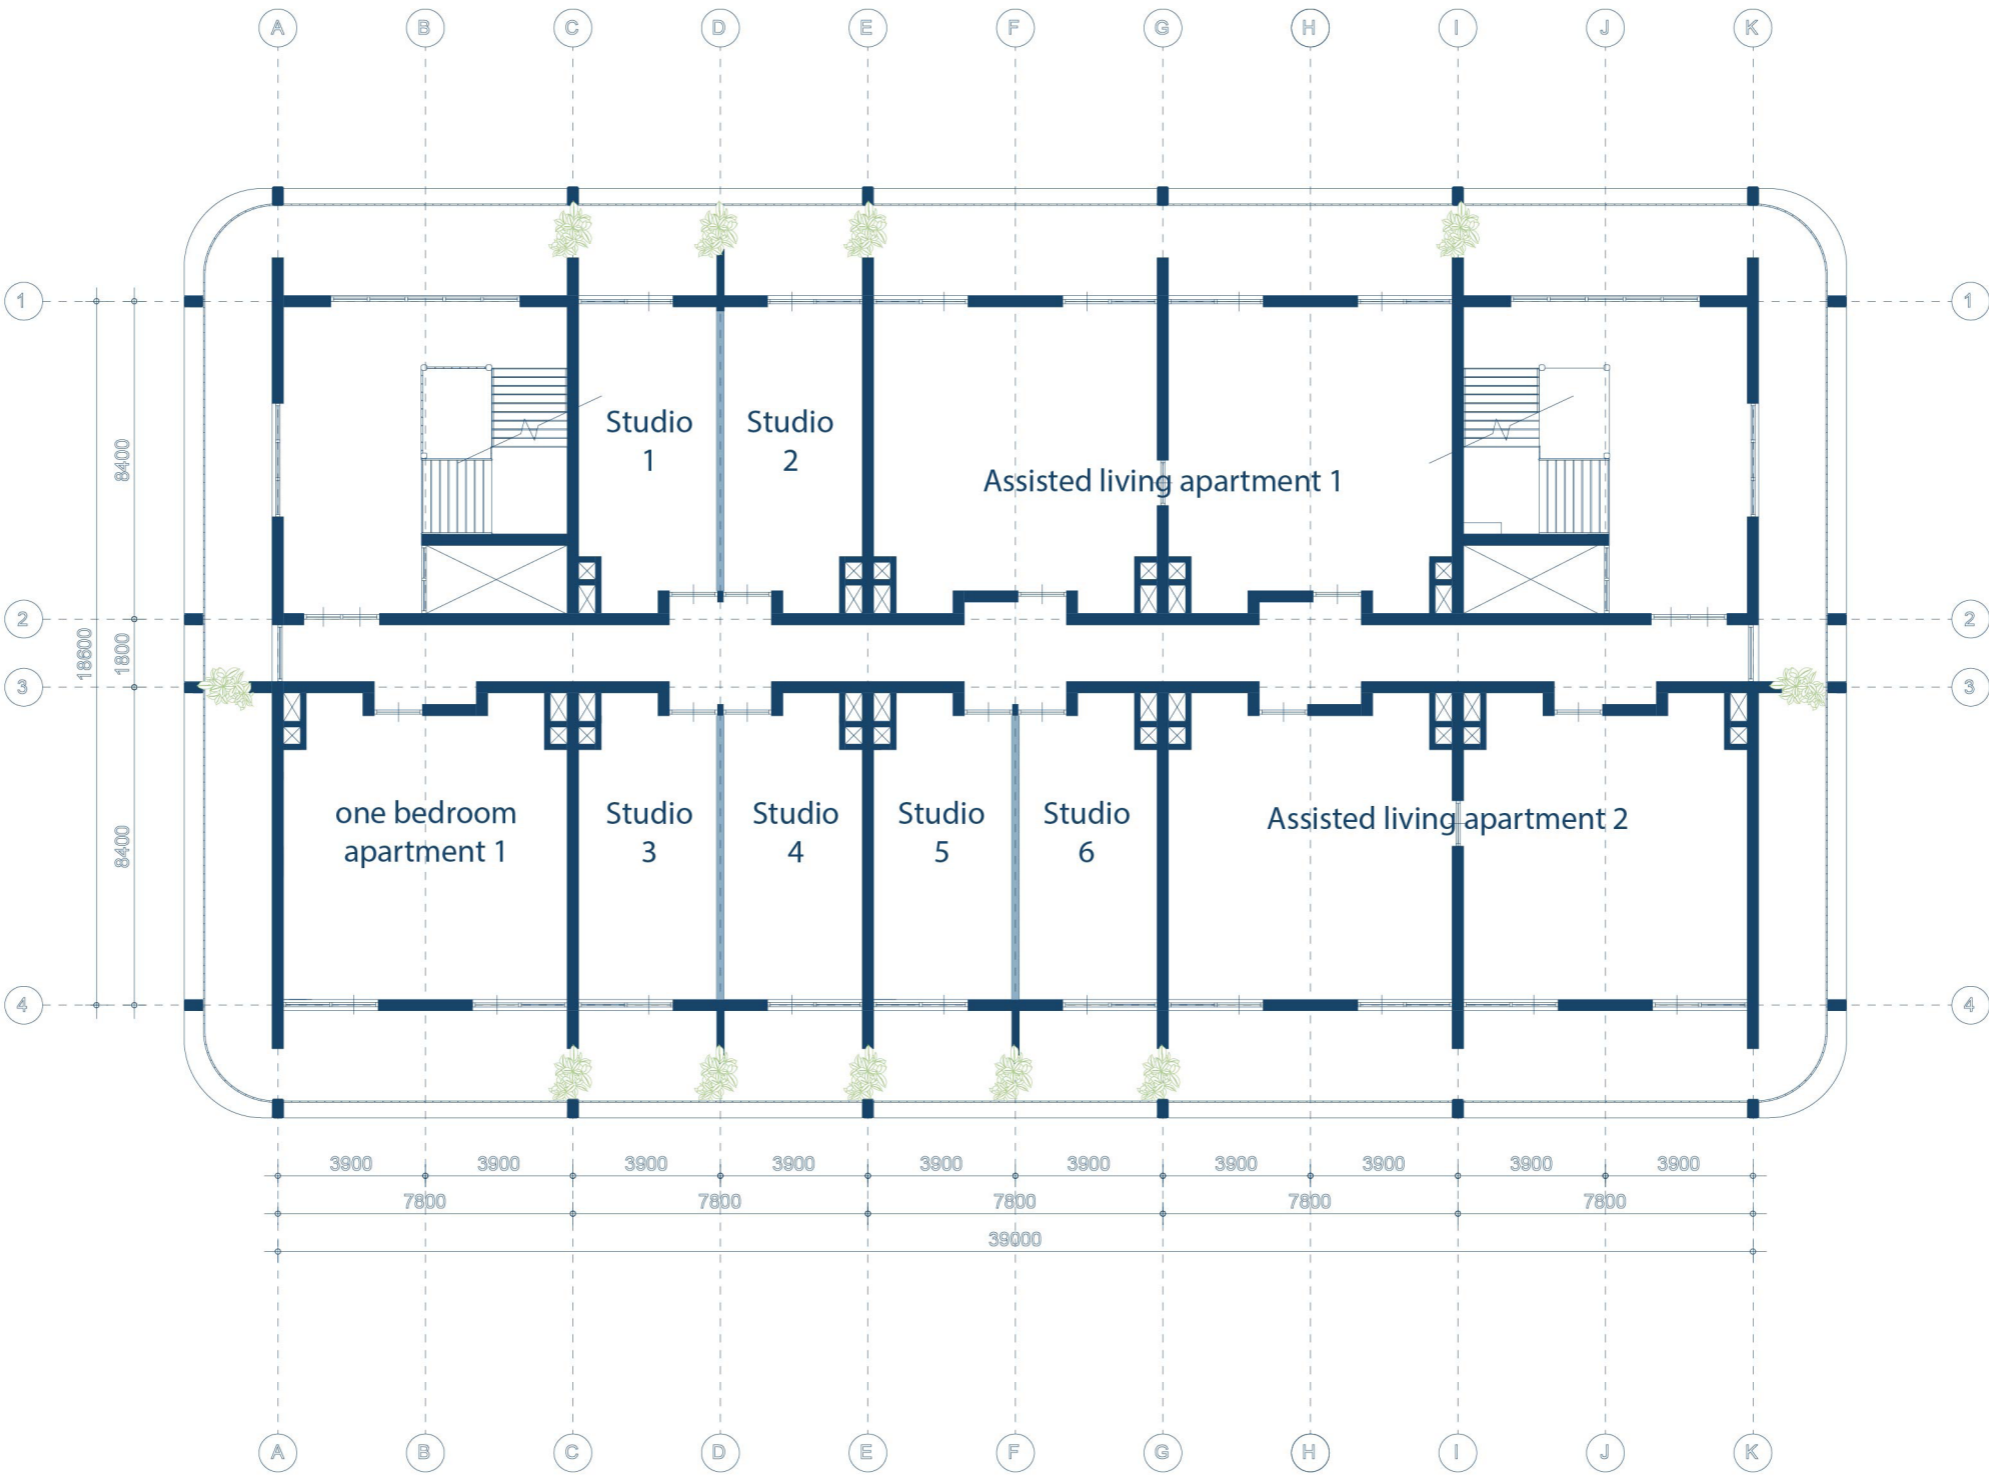 A B C D E F G H I J K
1 1
Studio
1
Studio
2
8400
Assisted living apartment 1
2 2
18600
1800
3 3
one bedroom
apartment 1
Studio
3
Studio
4
Studio
5
Studio
6
Assisted living apartment 2
8400
4 4
3900 3900 3900 3900 3900 3900 3900 3900 3900 3900
7800 7800 7800 7800 7800
39000
A B C D E F G H I J K